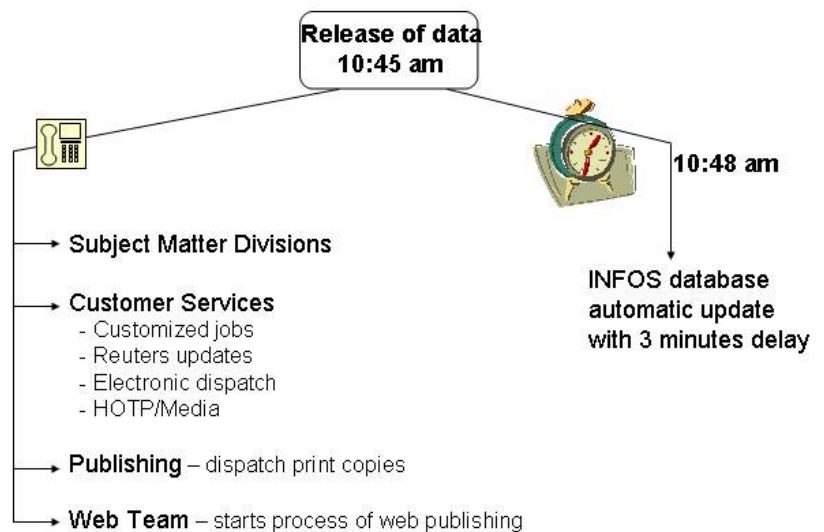 Release of data
10:45 am
10:48 am
Subject Matter Divisions
Customer Services
- Customized jobs
- Reuters updates
- Electronic dispatch
- HOTP/Media
Publishing – dispatch print copies
Web Team – starts process of web publishing
INFOS database
automatic update
with 3 minutes delay